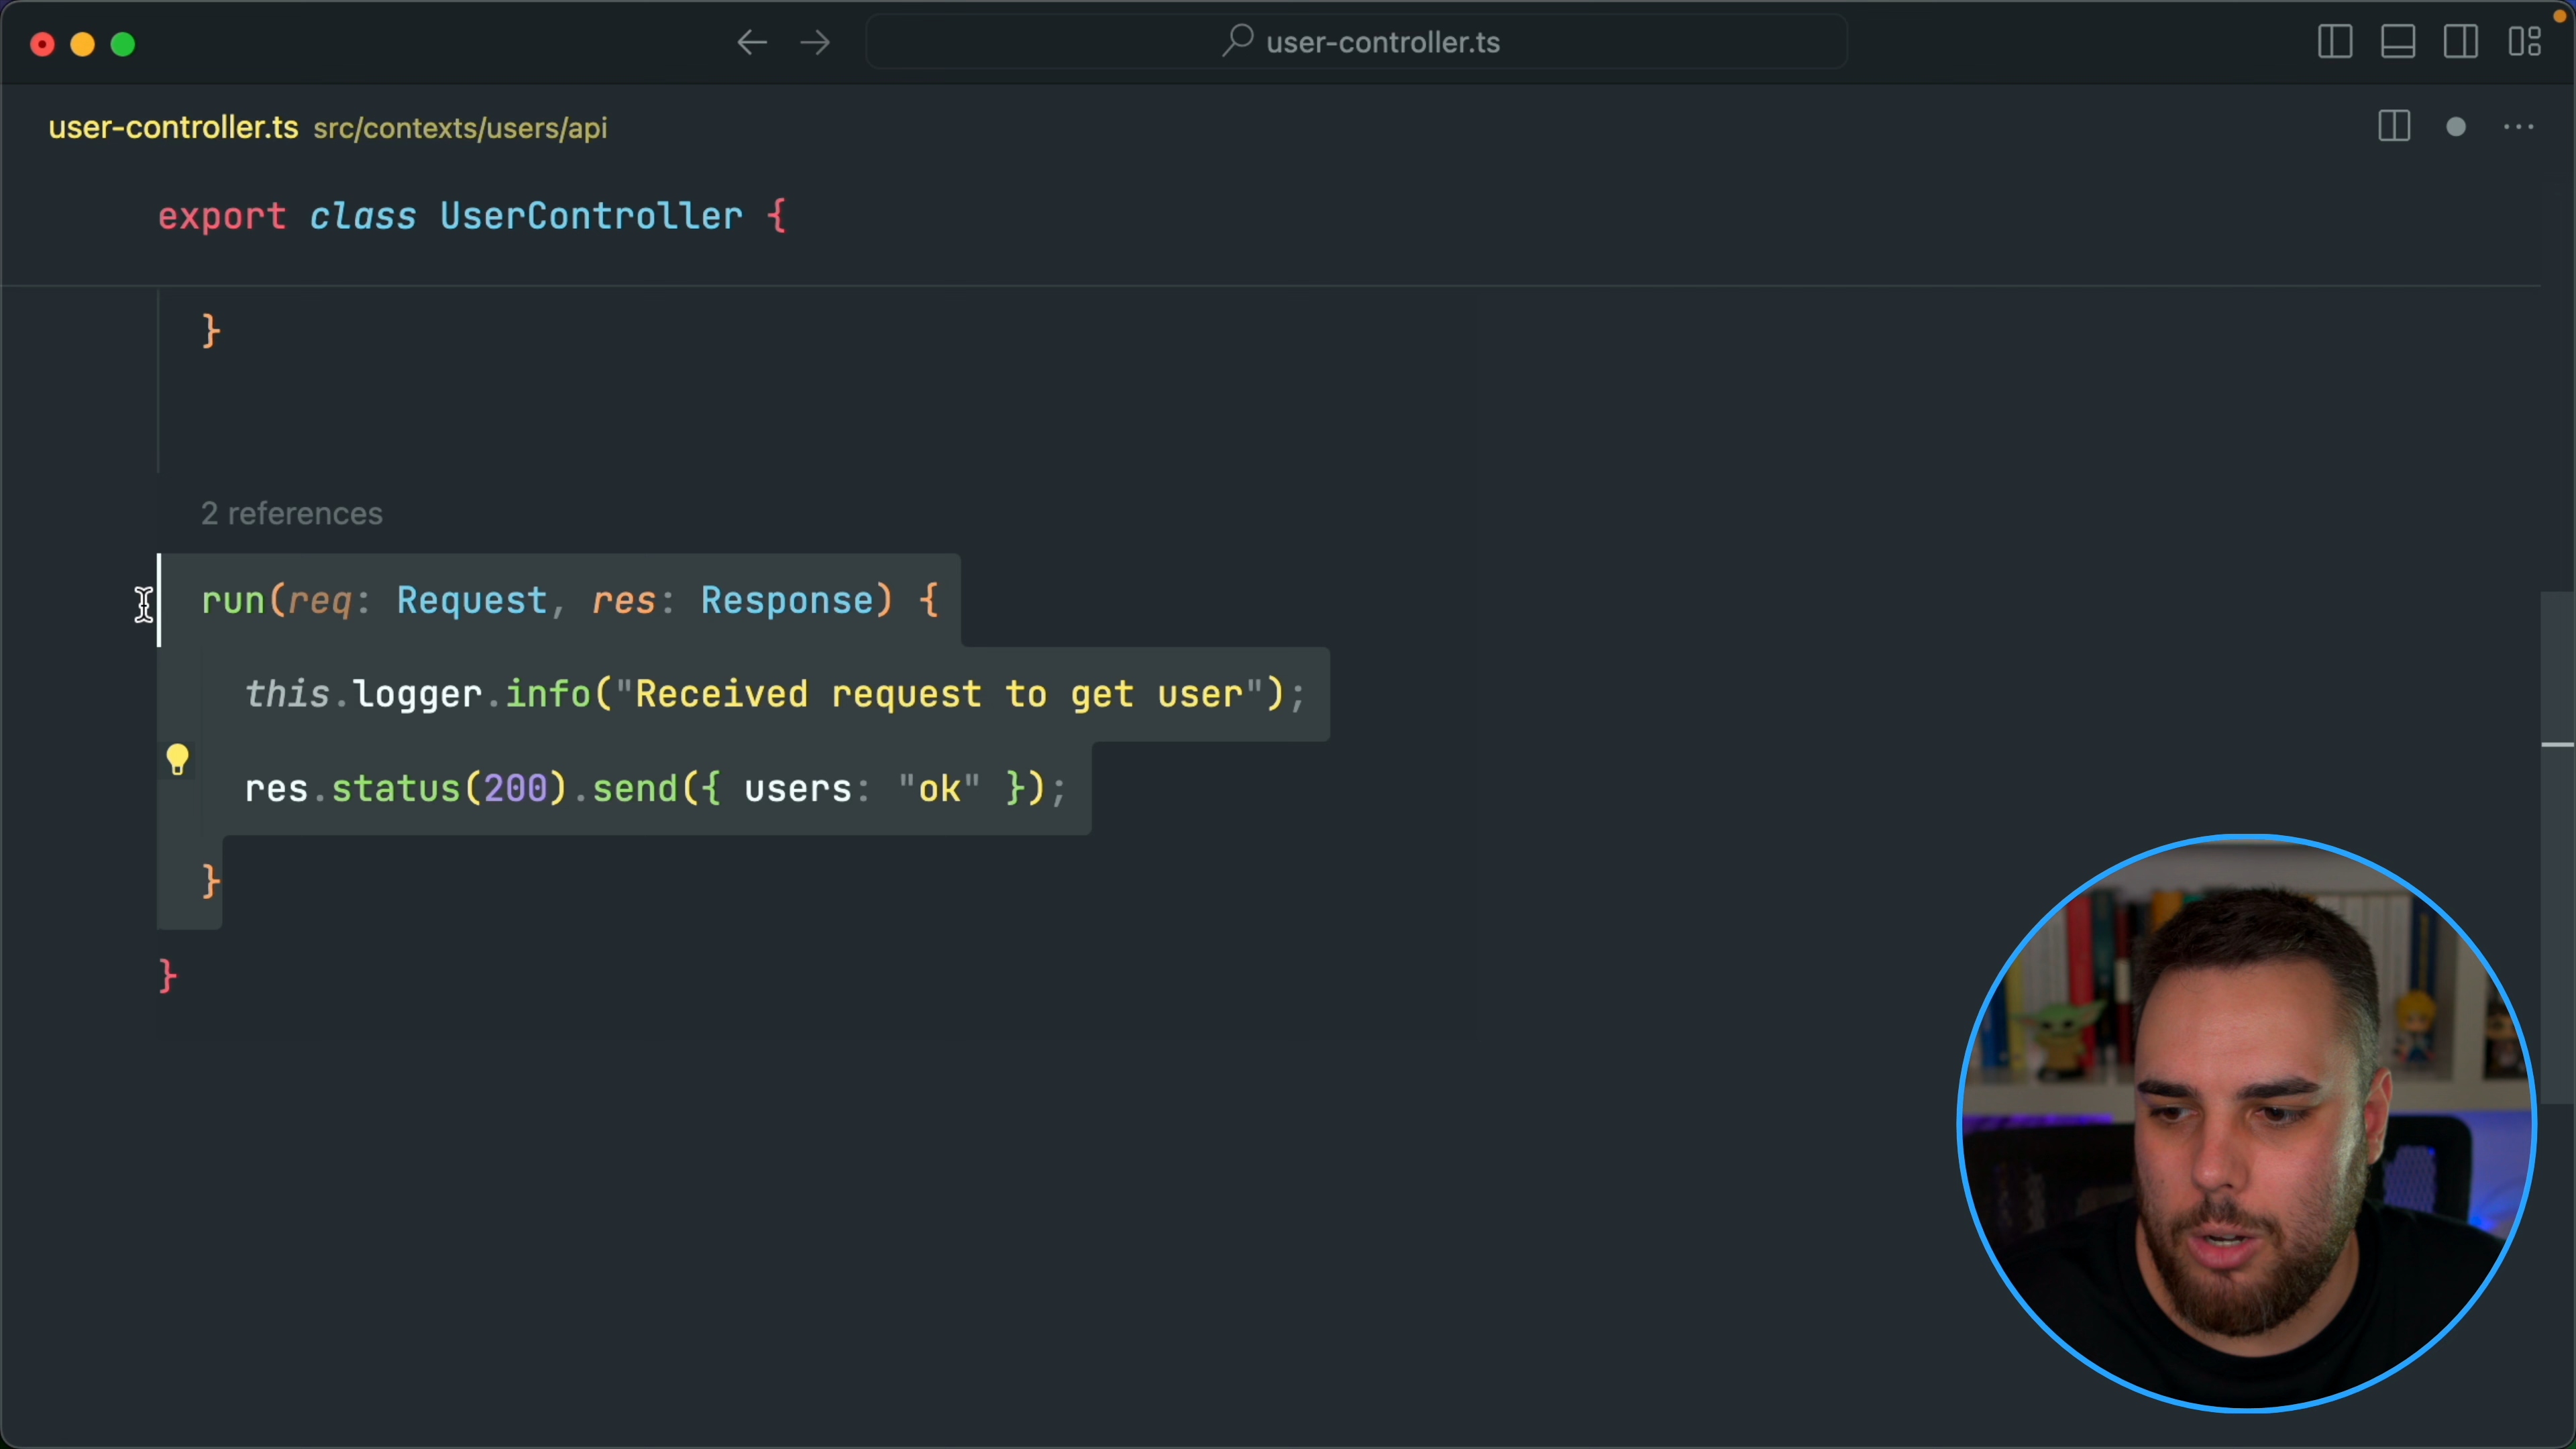 user-controller.ts
user-controller.ts src/contexts/users/api
export class UserController {
}
2 references
run(req: Request, res: Response) {
this.logger.info("Received request to get user");
res.status(200).send({ users: "ok" });
}
}